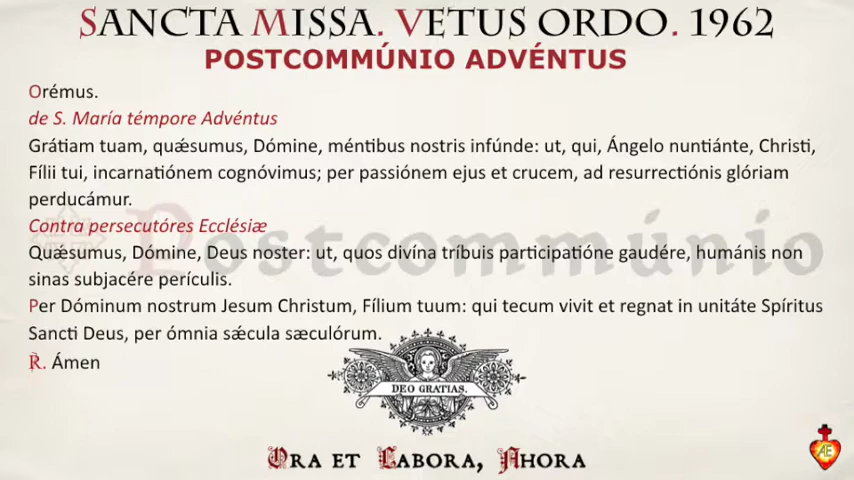 SANCTA MISSA. VETUS ORDO. 1962
POSTCOMMÚNIO ADVÉNTUS
Orémus.
de S. María témpore Advéntus
Grátiam tuam, quǽsumus, Dómine, méntibus nostris infúnde: ut, qui, Ángelo nuntiánte, Christi,
Fílii tui, incarnatiónem cognóvimus; per passiónem ejus et crucem, ad resurrectiónis glóriam
perducámur.
Contra persecutóres Ecclésiæ
Postcommúnio
Quǽsumus, Dómine, Deus noster: ut, quos divína tríbuis participatióne gaudére, humánis non
sinas subjacére perículis.
Per Dóminum nostrum Jesum Christum, Fílium tuum: qui tecum vivit et regnat in unitáte Spíritus
Sancti Deus, per ómnia sǽcula sæculórum.
℟. Ámen
DEO GRATIAS.
ORA ET LABORA, AHORA
Æ